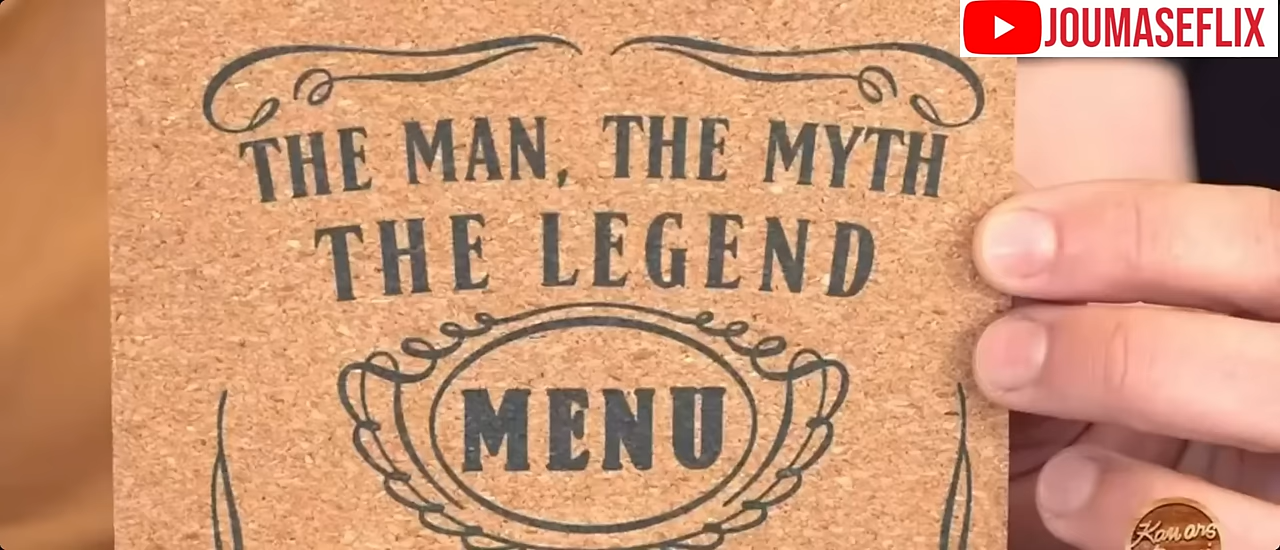 JOUMASEFLIX
THE MAN, THE MYTH
THE LEGEND
MENU